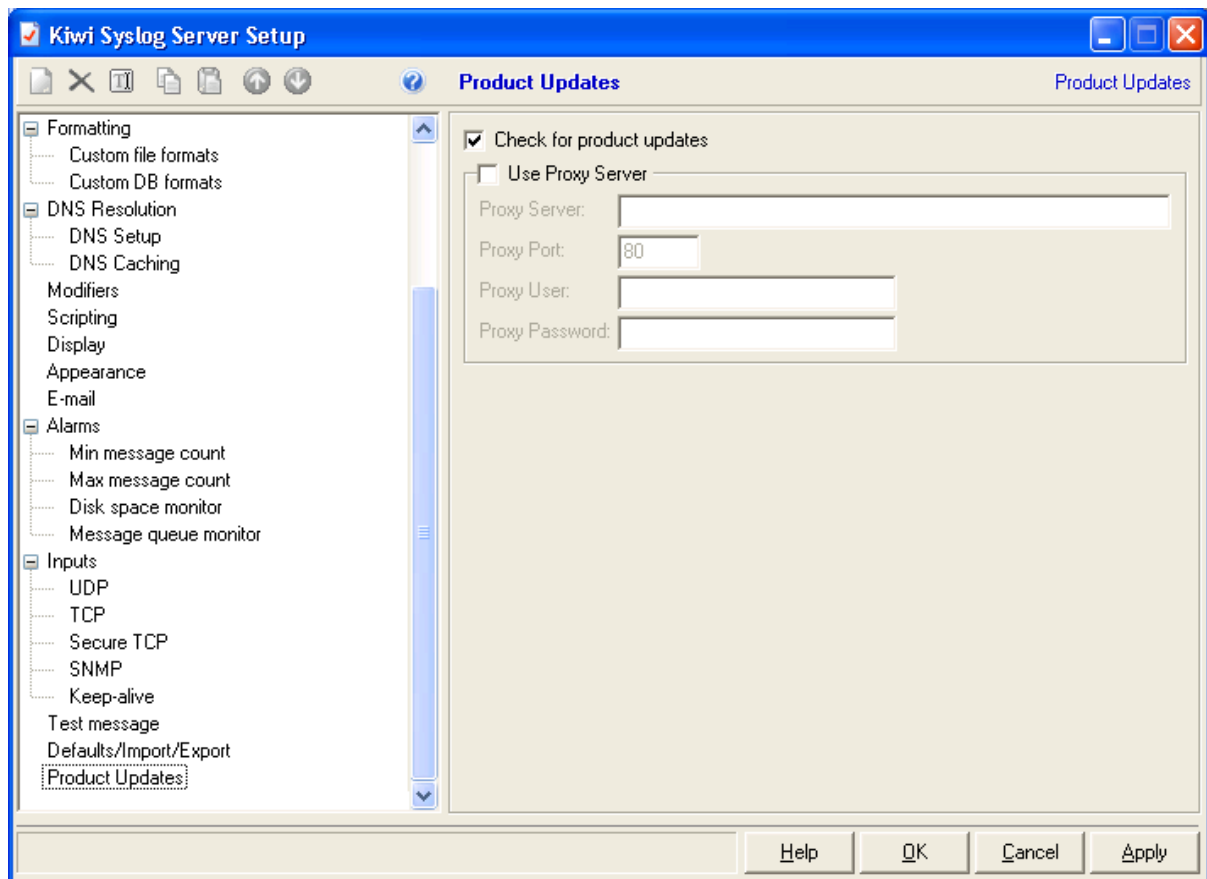 Kiwi Syslog Server Setup
Product Updates
Product Updates
Formatting
Custom file formats
Custom DB formats
DNS Resolution
DNS Setup
DNS Caching
Modifiers
Scripting
Display
Appearance
E-mail
Alarms
Min message count
Max message count
Disk space monitor
Message queue monitor
Inputs
UDP
TCP
Secure TCP
SNMP
Keep-alive
Test message
Defaults/Import/Export
Product Updates
Check for product updates
Use Proxy Server
Proxy Server:
Proxy Port: 80
Proxy User:
Proxy Password:
Help OK Cancel Apply